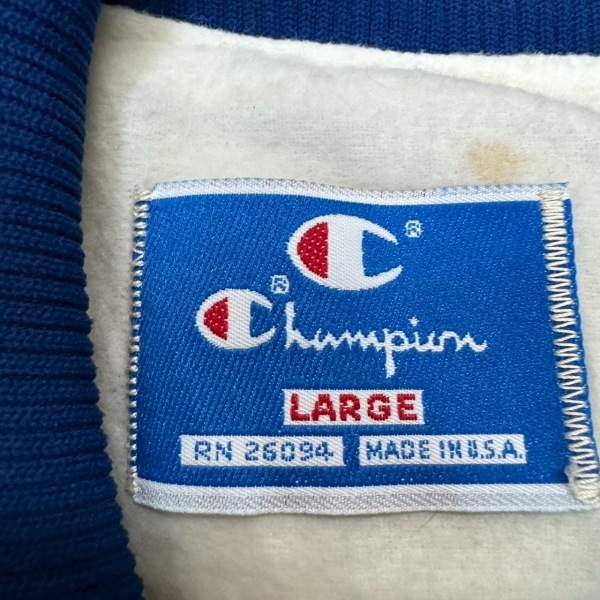 ®
®
Champion
LARGE
RN 26094 MADE IN U.S.A.